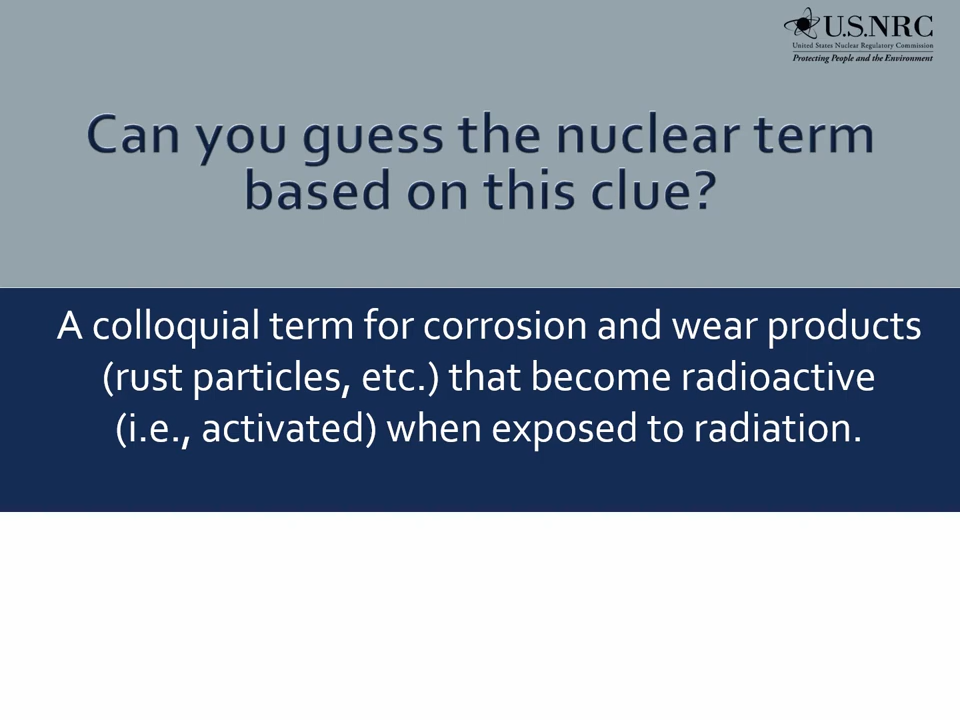 U.S.NRC
United States Nuclear Regulatory Commission
Protecting People and the Environment
Can you guess the nuclear term
based on this clue?
A colloquial term for corrosion and wear products
(rust particles, etc.) that become radioactive
(i.e., activated) when exposed to radiation.